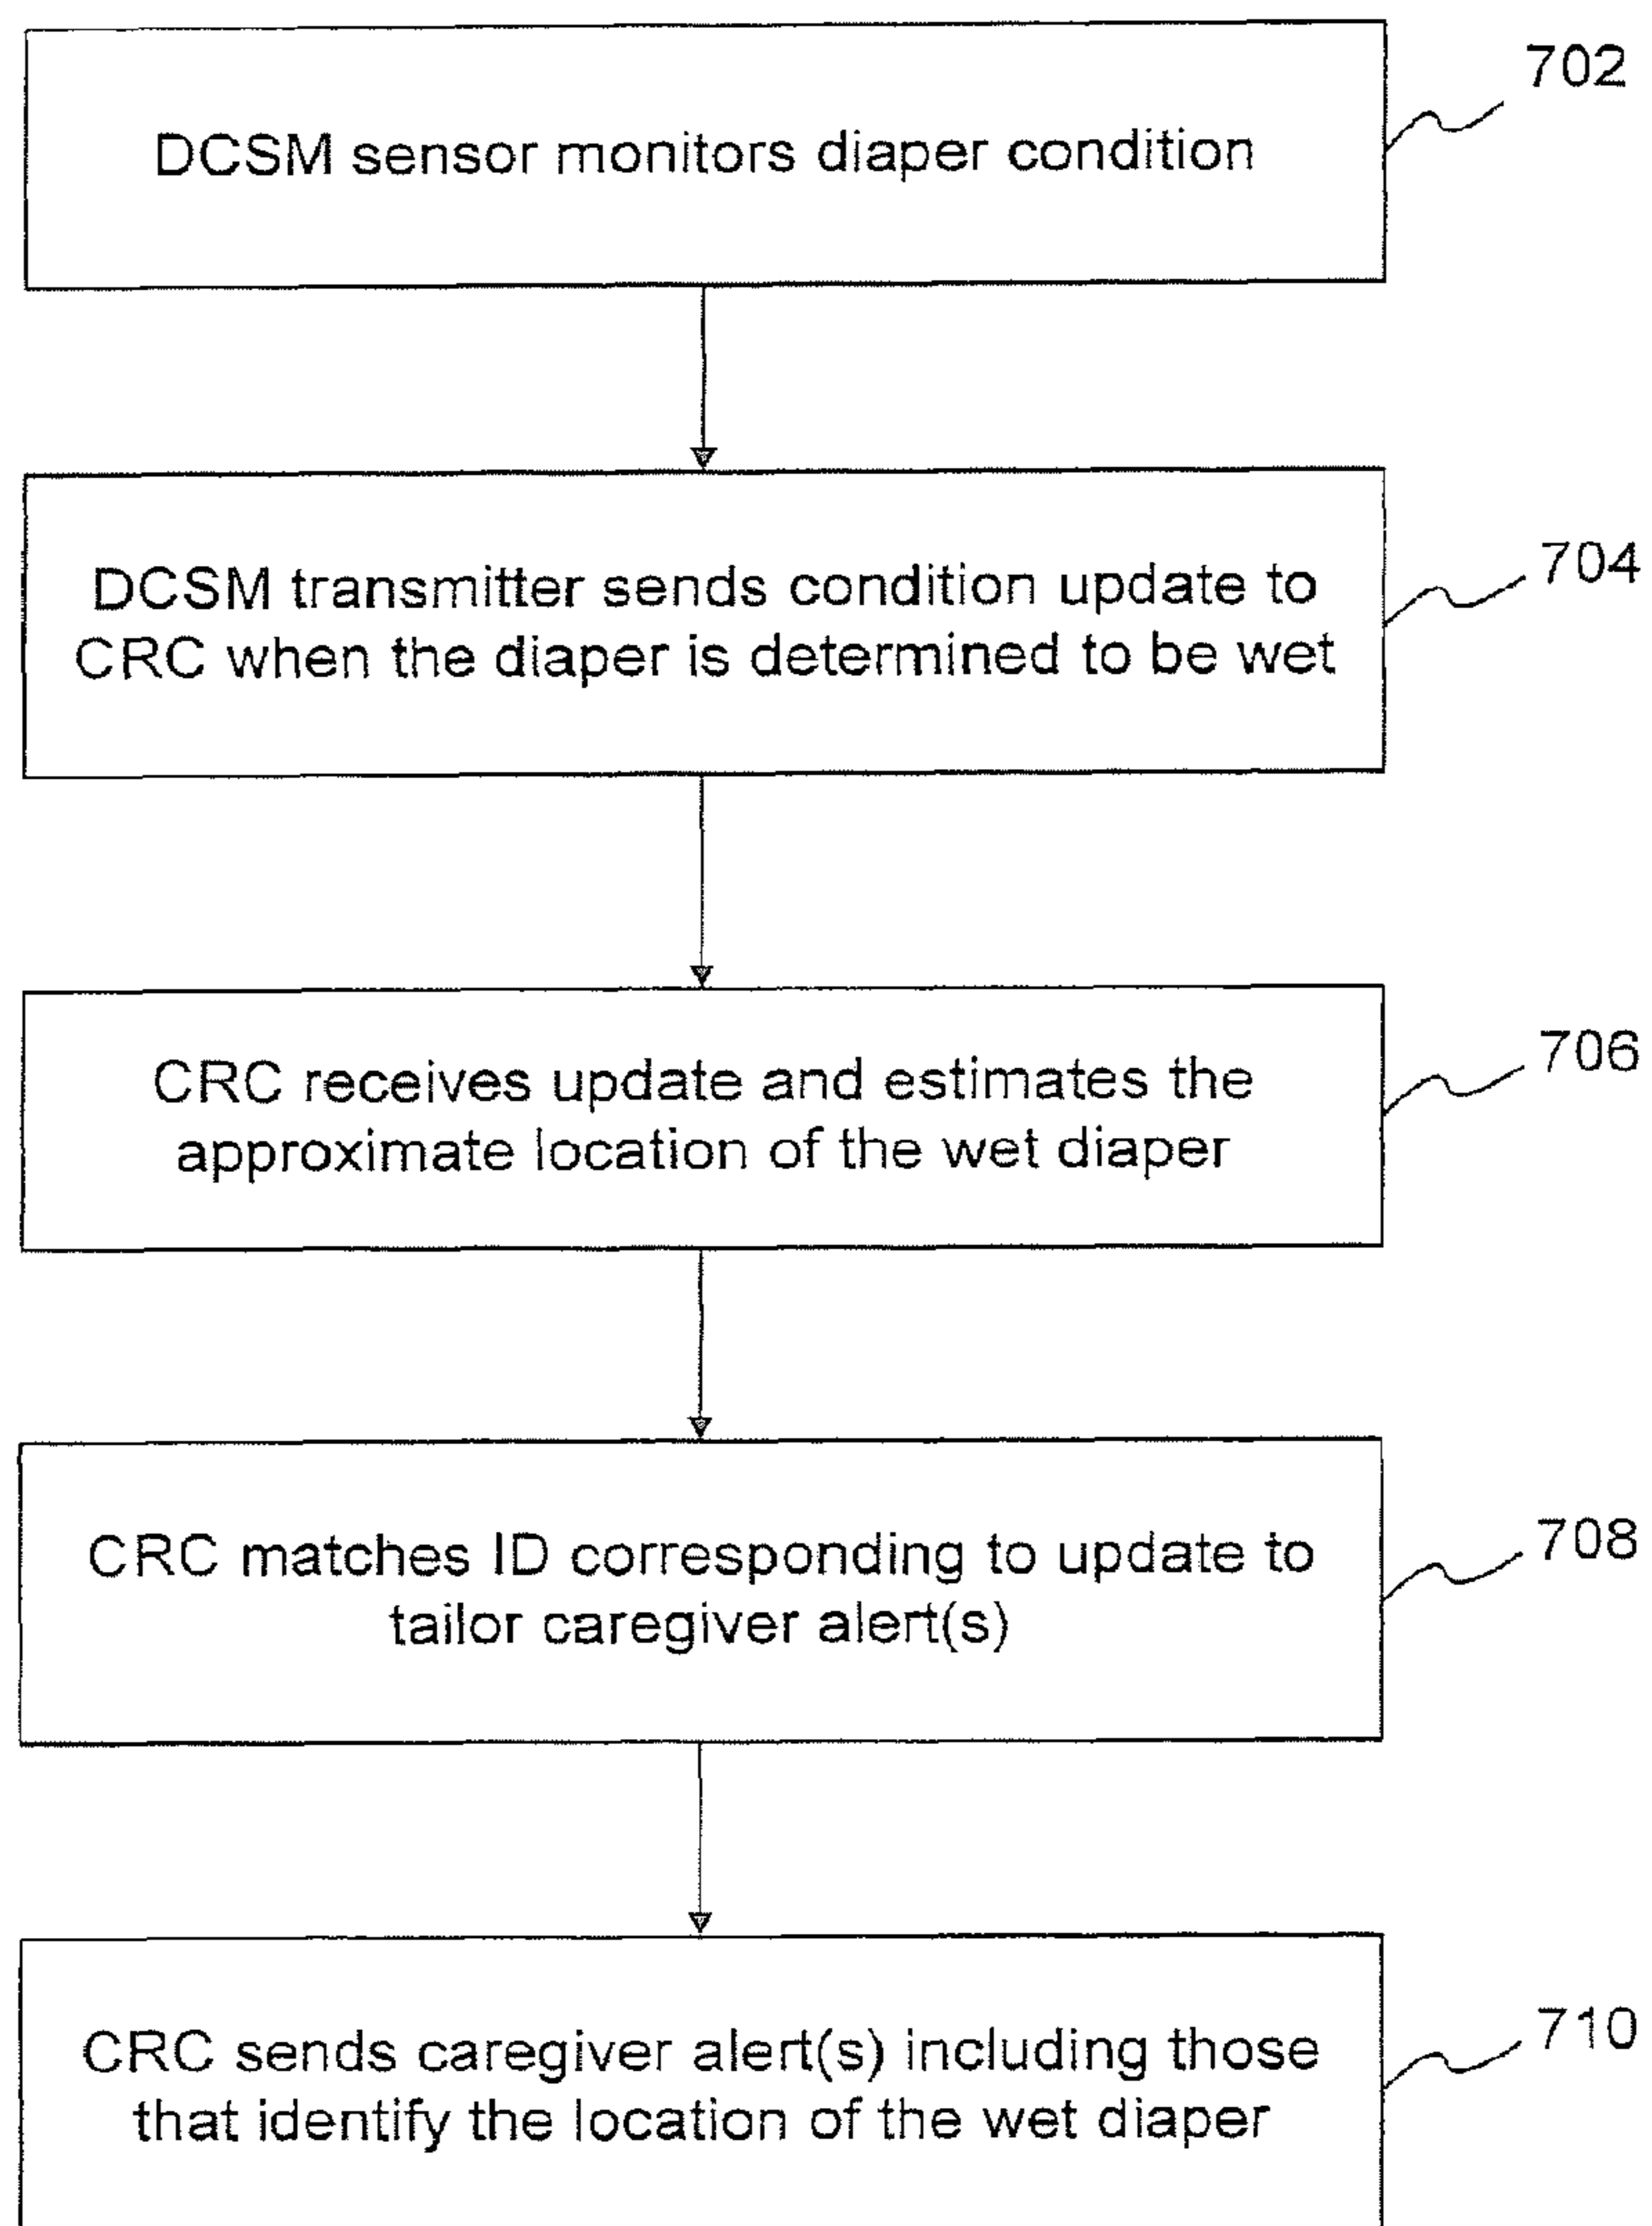 702
DCSM sensor monitors diaper condition
704
DCSM transmitter sends condition update to
CRC when the diaper is determined to be wet
706
CRC receives update and estimates the
approximate location of the wet diaper
708
CRC matches ID corresponding to update to
tailor caregiver alert(s)
710
CRC sends caregiver alert(s) including those
that identify the location of the wet diaper